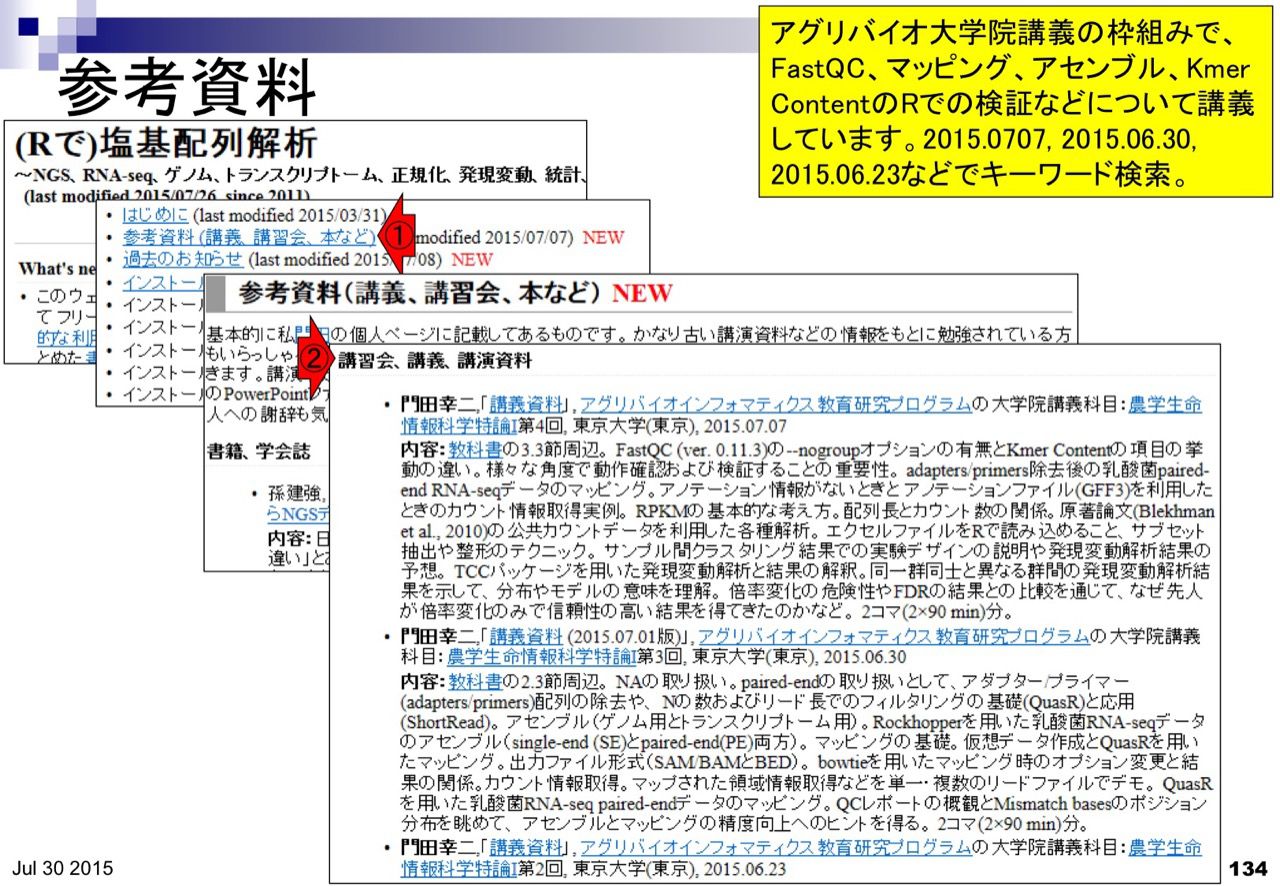 参考資料
アグリバイオ大学院講義の枠組みで、
FastQC、マッピング、アセンブル、Kmer
ContentのRでの検証などについて講義
しています。2015.0707, 2015.06.30,
2015.06.23などでキーワード検索。
(Rで)塩基配列解析
～NGS、RNA-seq、ゲノム、トランスクリプトーム、正規化、発現変動、統計、
(last modified 2015/07/26, since 2011)
What's ne
• このウェ
て フリー
的な利用
とめた
• はじめに (last modified 2015/03/31)
• 参考資料 (講義、講習会、本など) ① modified 2015/07/07) NEW
• 過去のお知らせ (last modified 2015/07/08) NEW
• インストール
• インストール
• インストール
• インストール
• インストール
• インストール
参考資料(講義、講習会、本など) NEW
基本的に私門田の個人ページに記載してあるものです。かなり古い講演資料などの情報をもとに勉強されている方
もいらっしゃ
きます。講演
のPowerPointファ
人への謝辞も気
書籍、学会誌
• 孫建強,
らNGSデ
内容: 日
違い」と
② 講習会、講義、講演資料
• 門田幸二,「講義資料」, アグリバイオインフォマティクス教育研究プログラムの大学院講義科目: 農学生命
情報科学特論I第4回, 東京大学(東京), 2015.07.07
内容: 教科書の3.3節周辺。FastQC (ver. 0.11.3)の--nogroupオプションの有無とKmer Contentの項目の挙
動の違い。様々な角度で動作確認および検証することの重要性。adapters/primers除去後の乳酸菌paired-
end RNA-seqデータのマッピング。アノテーション情報がないときとアノテーションファイル(GFF3)を利用した
ときのカウント情報取得実例。RPKMの基本的な考え方。配列長とカウント数の関係。原著論文(Blekhman
et al., 2010)の公共カウントデータを利用した各種解析。エクセルファイルをRで読み込めること、サブセット
抽出や整形のテクニック。サンプル間クラスタリング結果での実験デザインの説明や発現変動解析結果の
予想。TCCパッケージを用いた発現変動解析と結果の解釈。同一群同士と異なる群間の発現変動解析結
果を示して、分布やモデルの意味を理解。倍率変化の危険性やFDRの結果との比較を通じて、なぜ先人
が倍率変化のみで信頼性の高い結果を得てきたのかなど。2コマ(2×90 min)分。
• 門田幸二,「講義資料 (2015.07.01版)」, アグリバイオインフォマティクス教育研究プログラムの大学院講義
科目: 農学生命情報科学特論I第3回, 東京大学(東京), 2015.06.30
内容: 教科書の2.3節周辺。NAの取り扱い。paired-endの取り扱いとして、アダプター/プライマー
(adapters/primers)配列の除去や、Nの数およびリード長でのフィルタリングの基礎(QuasR)と応用
(ShortRead)。アセンブル(ゲノム用とトランスクリプトーム用)。Rockhopperを用いた乳酸菌RNA-seqデータ
のアセンブル(single-end (SE)とpaired-end(PE)両方)。マッピングの基礎。仮想データ作成とQuasRを用い
たマッピング。出力ファイル形式(SAM/BAMとBED)。bowtieを用いたマッピング時のオプション変更と結
果の関係。カウント情報取得。マップされた領域情報取得などを単一・複数のリードファイルでデモ。QuasR
を用いた乳酸菌RNA-seq paired-endデータのマッピング。QCレポートの概観とMismatch basesのポジション
分布を眺めて、アセンブルとマッピングの精度向上へのヒントを得る。2コマ(2×90 min)分。
• 門田幸二,「講義資料」, アグリバイオインフォマティクス教育研究プログラムの大学院講義科目: 農学生命
情報科学特論I第2回, 東京大学(東京), 2015.06.23
Jul 30 2015
134